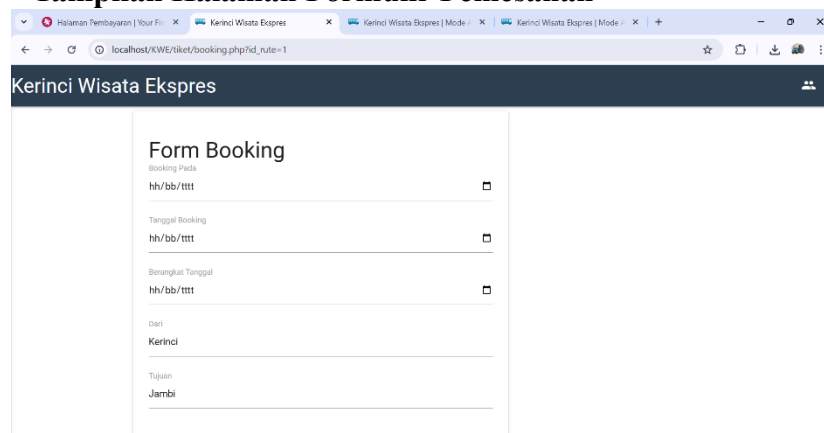 Tampilan Halaman Formulir Pemesanan
Halaman Pembayaran | Your Fir
Kerinci Wisata Ekspres
Kerinci Wisata Ekspres | Mode A
Kerinci Wisata Ekspres | Mode A
localhost/KWE/tiket/booking.php?id_rute=1
Kerinci Wisata Ekspres
Form Booking
Booking Pada
hh/bb/tttt
Tanggal Booking
hh/bb/tttt
Berangkat Tanggal
hh/bb/tttt
Dari
Kerinci
Tujuan
Jambi